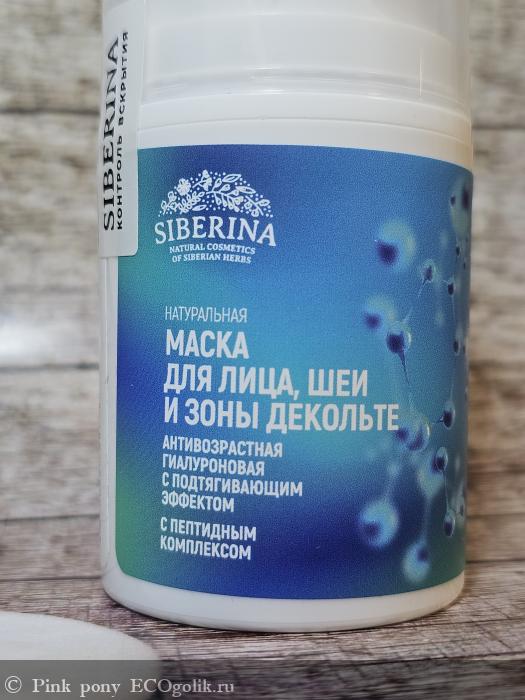 SIBERINA
КОНТРОЛЬ ВСКРЫТИЯ
SIBERINA
NATURAL COSMETICS
OF SIBERIAN HERBS
НАТУРАЛЬНАЯ
МАСКА
ДЛЯ ЛИЦА, ШЕИ
И ЗОНЫ ДЕКОЛЬТЕ
АНТИВОЗРАСТНАЯ
ГИАЛУРОНОВАЯ
С ПОДТЯГИВАЮЩИМ
ЭФФЕКТОМ
С ПЕПТИДНЫМ
КОМПЛЕКСОМ
Pink pony ECOgolik.ru